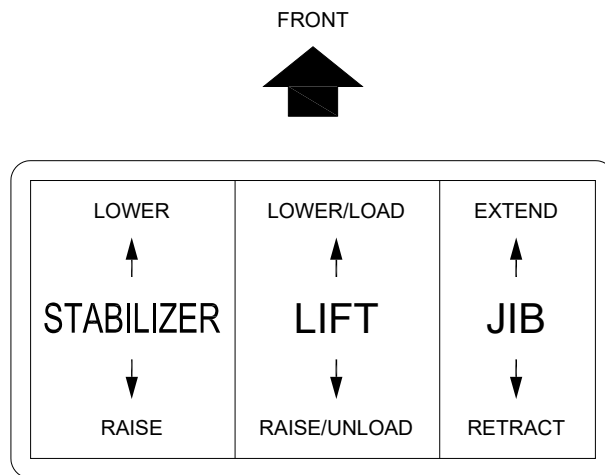 FRONT
LOWER
LOWER/LOAD
EXTEND
STABILIZER
LIFT
JIB
RAISE
RAISE/UNLOAD
RETRACT